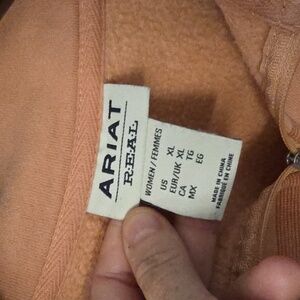 ARIAT
R·E·A·L
WOMEN / FEMMES
US XL
EUR/UK XL
CA TG
MX EG
MADE IN CHINA
FABRIQUÉ EN CHINE